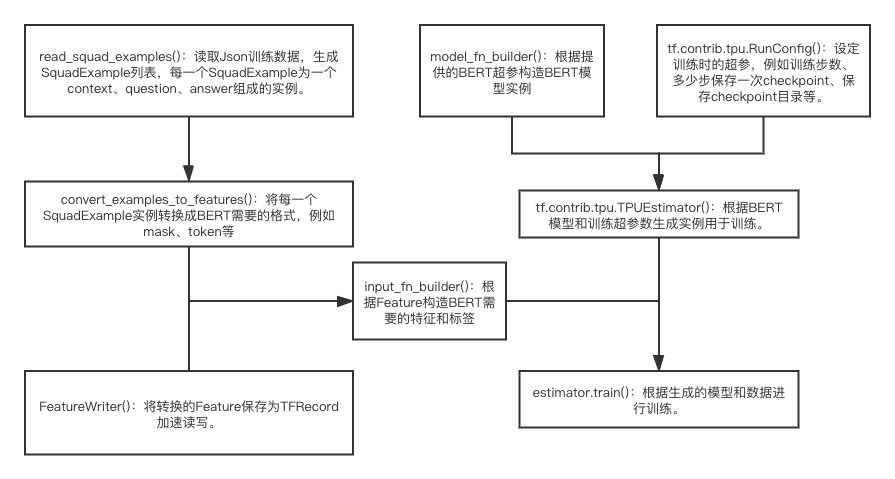 read_squad_examples()：读取Json训练数据，生成
SquadExample列表，每一个SquadExample为一个
context、question、answer组成的实例。
model_fn_builder()：根据提
供的BERT超参构造BERT模
型实例
tf.contrib.tpu.RunConfig()：设定
训练时的超参，例如训练步数、
多少步保存一次checkpoint、保
存checkpoint目录等。
convert_examples_to_features()：将每一个
SquadExample实例转换成BERT需要的格式，例如
mask、token等
tf.contrib.tpu.TPUEstimator()：根据BERT
模型和训练超参数生成实例用于训练。
input_fn_builder()：根
据Feature构造BERT需
要的特征和标签
FeatureWriter()：将转换的Feature保存为TFRecord
加速读写。
estimator.train()：根据生成的模型和数据进
行训练。